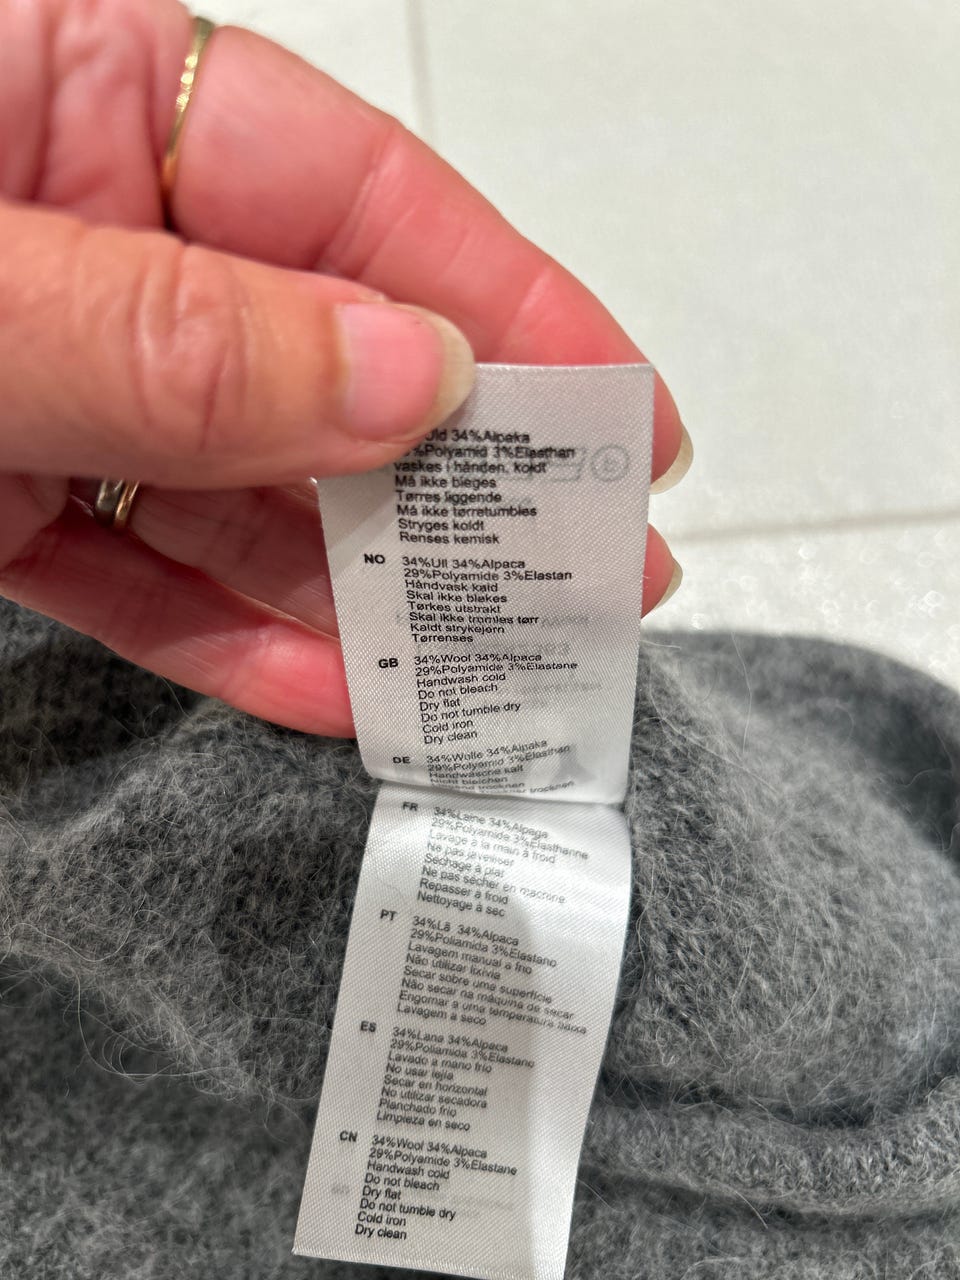 34%Alpaka
%Polyamid 3%Elasthan
vaskes i hånden, koldt
Må ikke bleges
Tørres liggende
Må ikke tørretumbles
Stryges koldt
Renses kemisk
NO 34%Ull 34%Alpaca
29%Polyamide 3%Elastan
Håndvask kald
Skal ikke blekes
Tørkes utstrakt
Skal ikke tromles tørr
Kaldt strykejern
Tørrenses
GB 34%Wool 34%Alpaca
29%Polyamide 3%Elastane
Handwash cold
Do not bleach
Dry flat
Do not tumble dry
Cold iron
Dry clean
DE 34%Wolle 34%Alpaka
29%Polyamid 3%Elasthan
Handwäsche kalt
Nicht bleichen
trocknen
FR 34%Laine 34%Alpaga
29%Polyamide 3%Élasthanne
Lavage à la main à froid
Ne pas javelliser
Séchage à plat
Ne pas sécher en machine
Repasser à froid
Nettoyage à sec
PT 34%Lã 34%Alpaca
29%Poliamida 3%Elastano
Lavagem manual a frio
Não utilizar lixívia
Secar sobre uma superfície
Não secar na máquina de secar
Engomar a uma temperatura baixa
Lavagem a seco
ES 34%Lana 34%Alpaca
29%Poliamida 3%Elastano
Lavado a mano frío
No usar lejía
Secar en horizontal
No utilizar secadora
Planchado frío
Limpieza en seco
CN 34%Wool 34%Alpaca
29%Polyamide 3%Elastane
Handwash cold
Do not bleach
Dry flat
Do not tumble dry
Cold iron
Dry clean